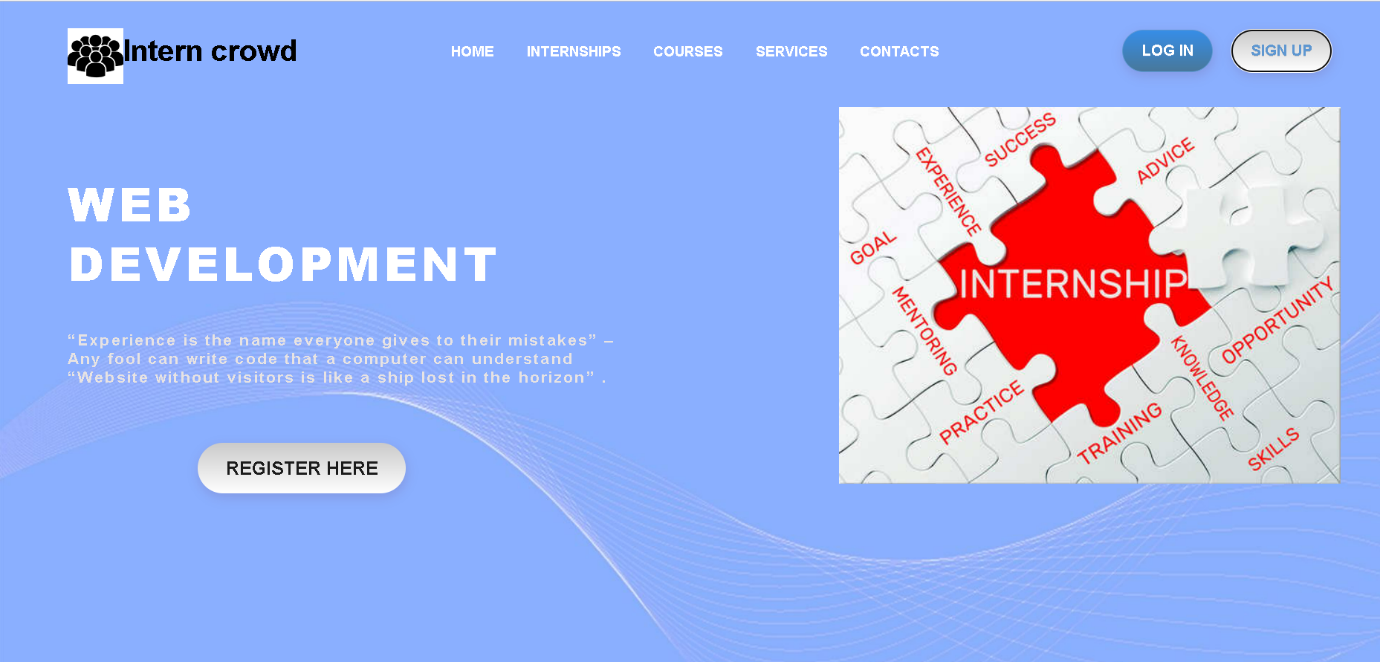 Intern crowd
HOME INTERNSHIPS COURSES SERVICES CONTACTS
LOG IN SIGN UP
WEB
DEVELOPMENT
“Experience is the name everyone gives to their mistakes” –
Any fool can write code that a computer can understand
“Website without visitors is like a ship lost in the horizon” .
REGISTER HERE
SUCCESS
EXPERIENCE
ADVICE
GOAL
INTERNSHIP
MENTORING
OPPORTUNITY
KNOWLEDGE
PRACTICE
TRAINING
SKILLS